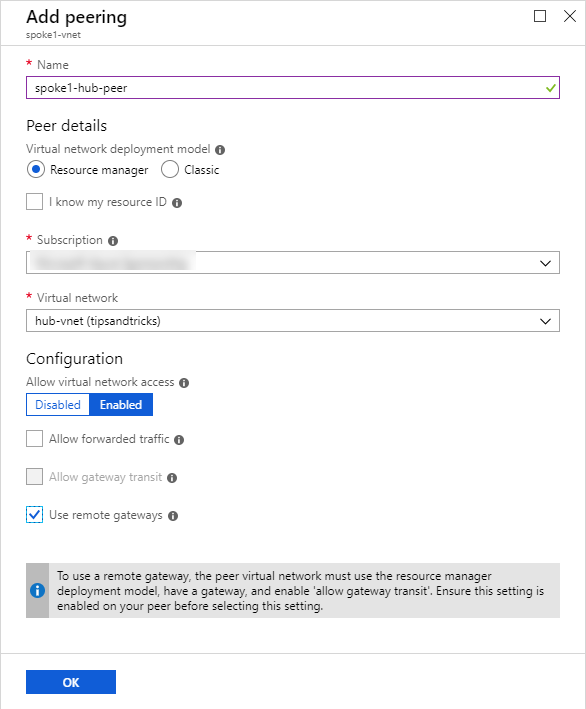 Add peering
spoke1-vnet
* Name
spoke1-hub-peer
Peer details
Virtual network deployment model
Resource manager
Classic
I know my resource ID
* Subscription
* Virtual network
hub-vnet (tipsandtricks)
Configuration
Allow virtual network access
Disabled
Enabled
Allow forwarded traffic
Allow gateway transit
Use remote gateways
To use a remote gateway, the peer virtual network must use the resource manager
deployment model, have a gateway, and enable 'allow gateway transit'. Ensure this setting is
enabled on your peer before selecting this setting.
OK